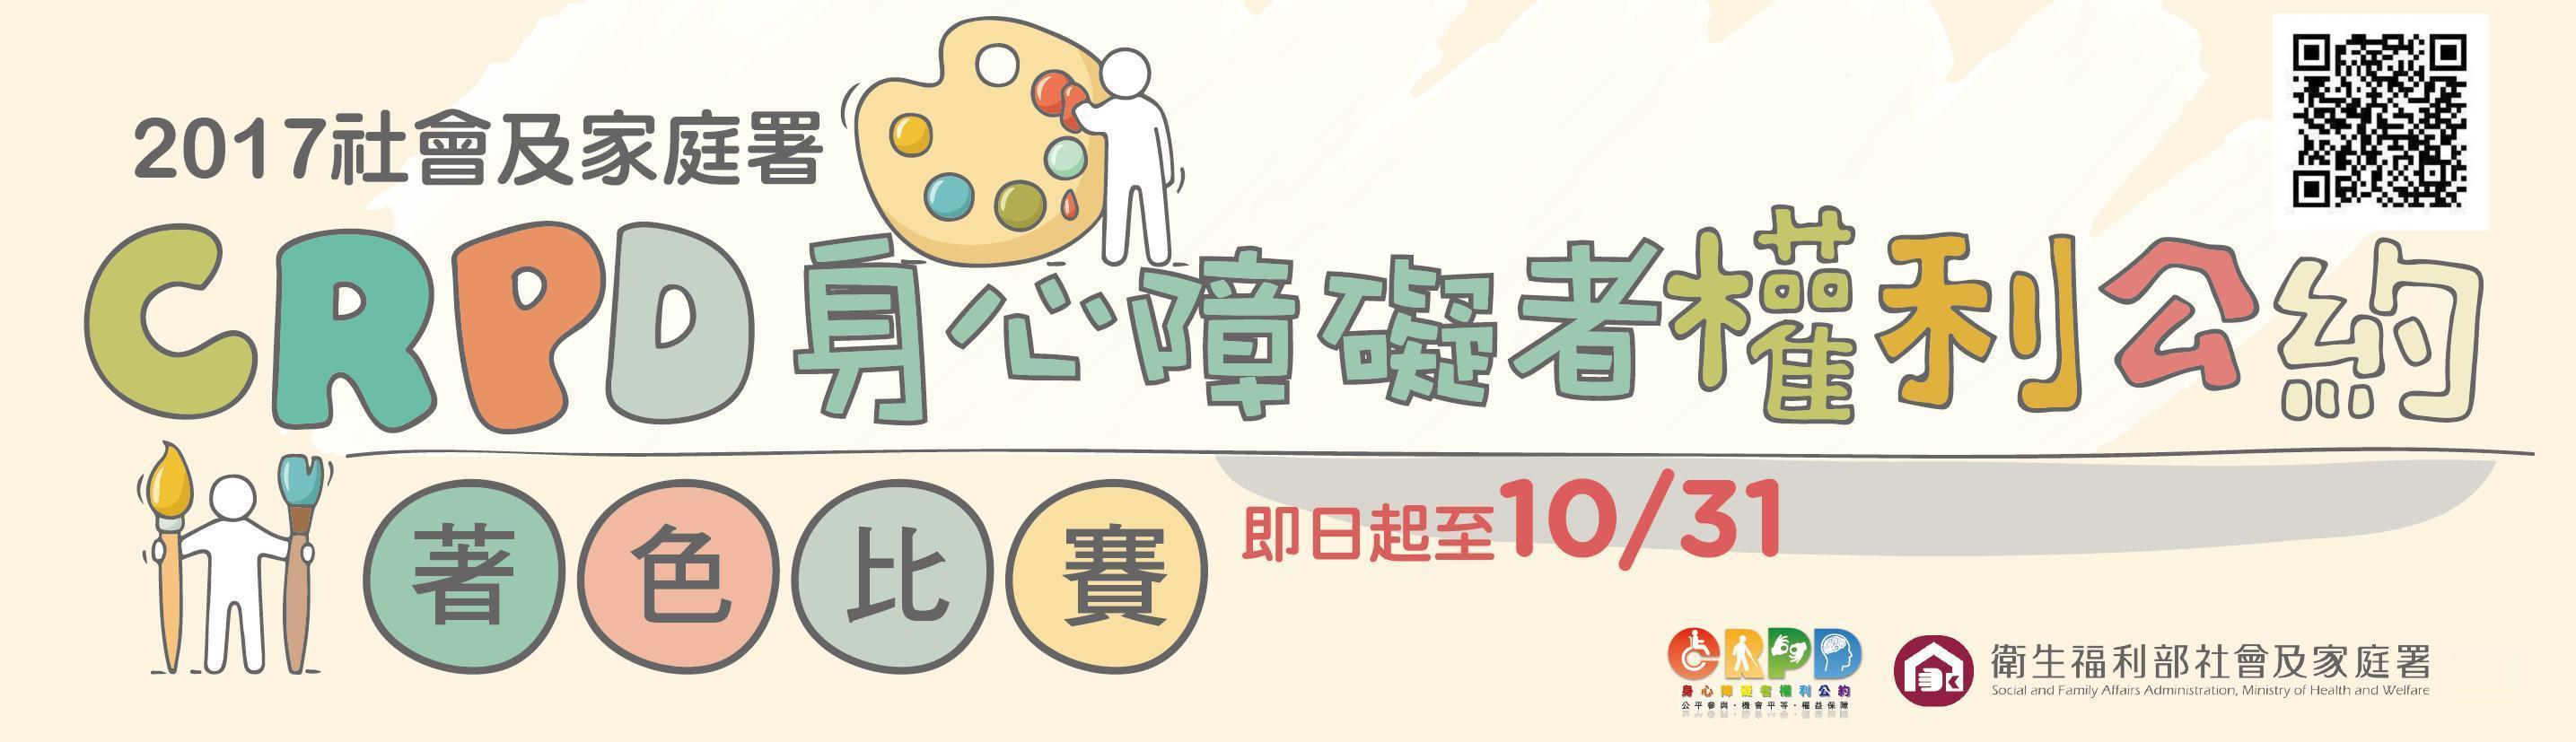 2017社會及家庭署
CRPD身心障礙者權利公約
著色比賽
即日起至10/31
CRPD
身心障礙者權利公約
公平參與・機會平等・權益保障
衛生福利部社會及家庭署
Social and Family Affairs Administration, Ministry of Health and Welfare